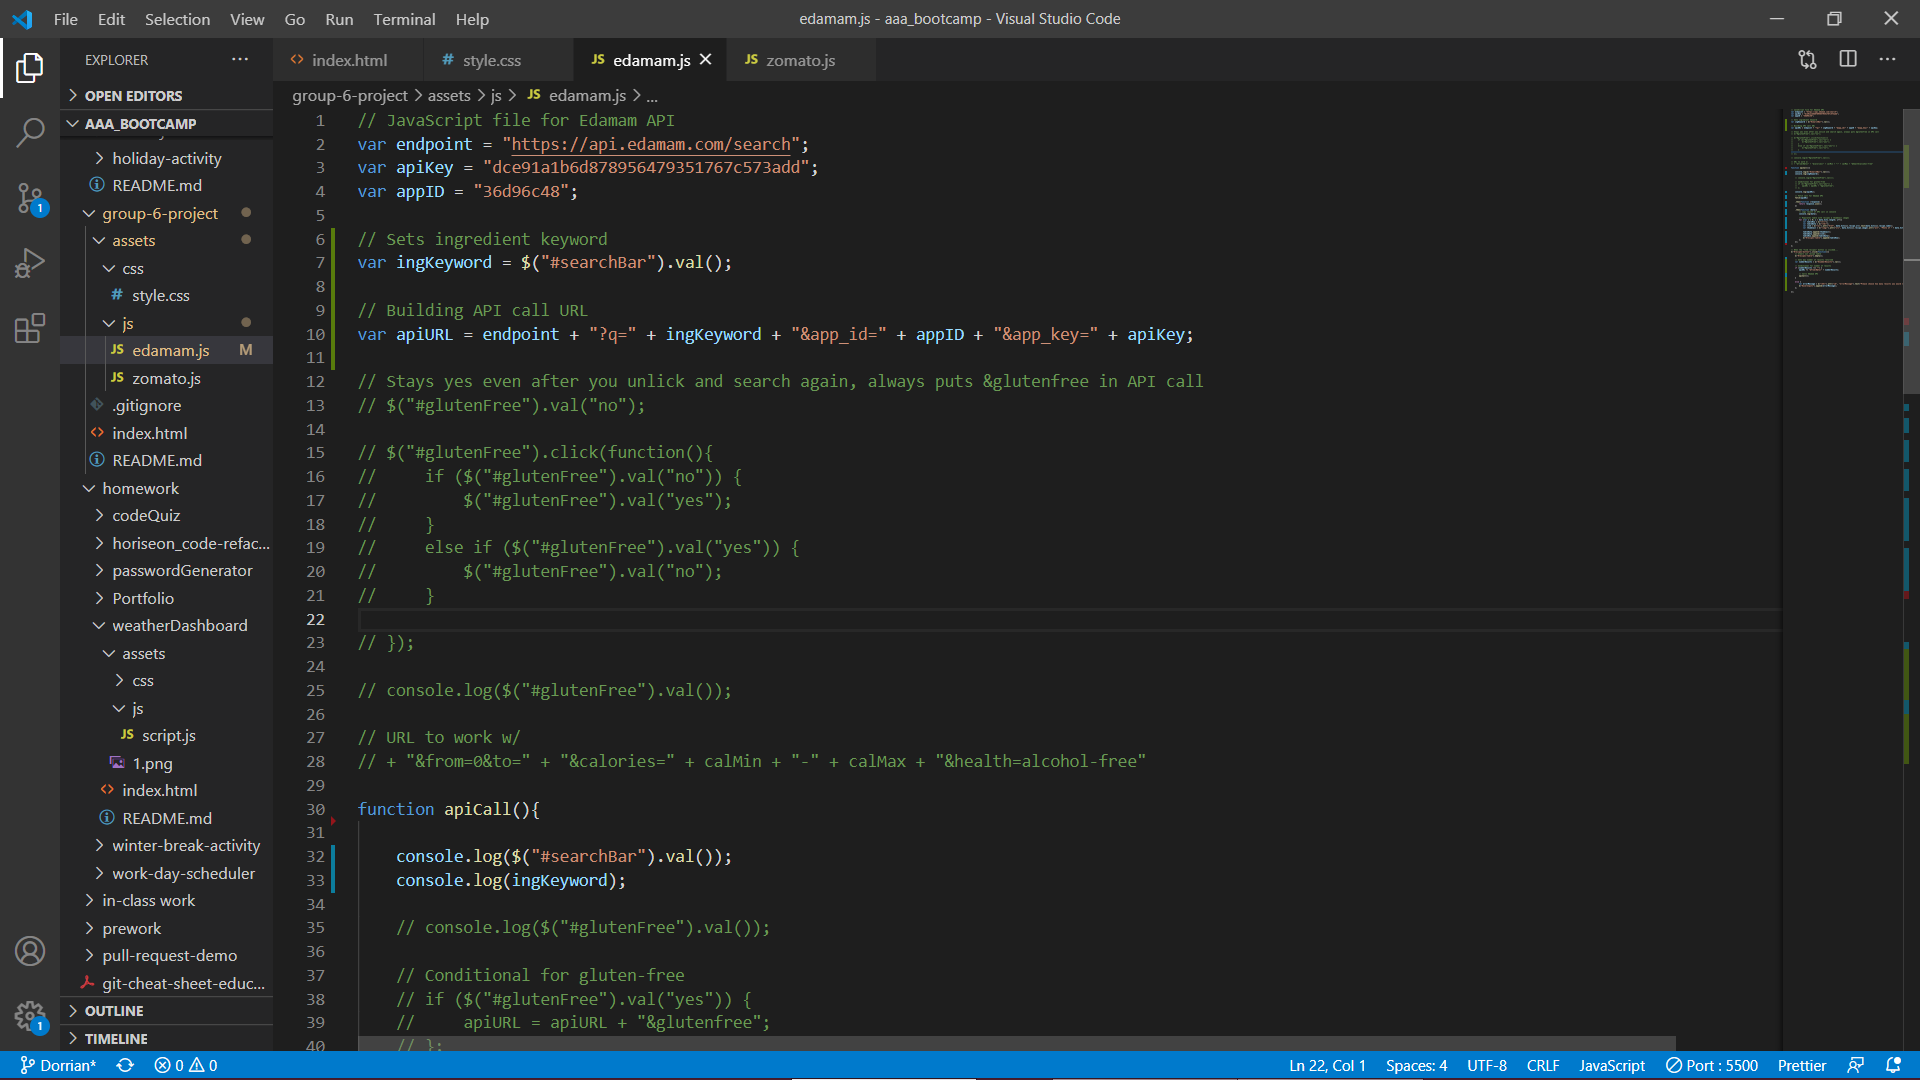 File Edit Selection View Go Run Terminal Help
edamam.js - aaa_bootcamp - Visual Studio Code
EXPLORER
OPEN EDITORS
AAA_BOOTCAMP
holiday-activity
README.md
group-6-project
assets
css
# style.css
js
JS edamam.js M
JS zomato.js
.gitignore
index.html
README.md
homework
codeQuiz
horiseon_code-refac...
passwordGenerator
Portfolio
weatherDashboard
assets
css
js
JS script.js
1.png
index.html
README.md
winter-break-activity
work-day-scheduler
in-class work
prework
pull-request-demo
git-cheat-sheet-educ...
OUTLINE
TIMELINE
1
1
<> index.html # style.css JS edamam.js JS zomato.js
group-6-project > assets > js > JS edamam.js > ...
1 // JavaScript file for Edamam API
2 var endpoint = "https://api.edamam.com/search";
3 var apiKey = "dce91a1b6d878956479351767c573add";
4 var appID = "36d96c48";
5
6 // Sets ingredient keyword
7 var ingKeyword = $("#searchBar").val();
8
9 // Building API call URL
10 var apiURL = endpoint + "?q=" + ingKeyword + "&app_id=" + appID + "&app_key=" + apiKey;
11
12 // Stays yes even after you unlick and search again, always puts &glutenfree in API call
13 // $("#glutenFree").val("no");
14
15 // $("#glutenFree").click(function(){
16 //     if ($("#glutenFree").val("no")) {
17 //         $("#glutenFree").val("yes");
18 //     }
19 //     else if ($("#glutenFree").val("yes")) {
20 //         $("#glutenFree").val("no");
21 //     }
22
23 // });
24
25 // console.log($("#glutenFree").val());
26
27 // URL to work w/
28 // + "&from=0&to=" + "&calories=" + calMin + "-" + calMax + "&health=alcohol-free"
29
30 function apiCall(){
31
32     console.log($("#searchBar").val());
33     console.log(ingKeyword);
34
35     // console.log($("#glutenFree").val());
36
37     // Conditional for gluten-free
38     // if ($("#glutenFree").val("yes")) {
39     //     apiURL = apiURL + "&glutenfree";
40     // };
Dorrian* 0 0 Ln 22, Col 1 Spaces: 4 UTF-8 CRLF JavaScript Port : 5500 Prettier